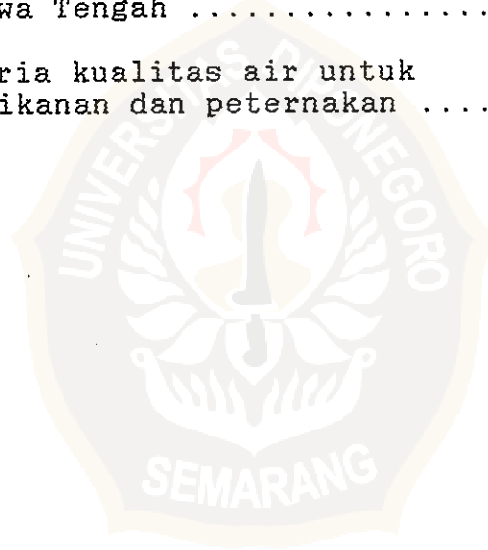 wa Tengah .................
ria kualitas air untuk
ikanan dan peternakan ....
UNIVERSITAS DIPONEGORO
SEMARANG